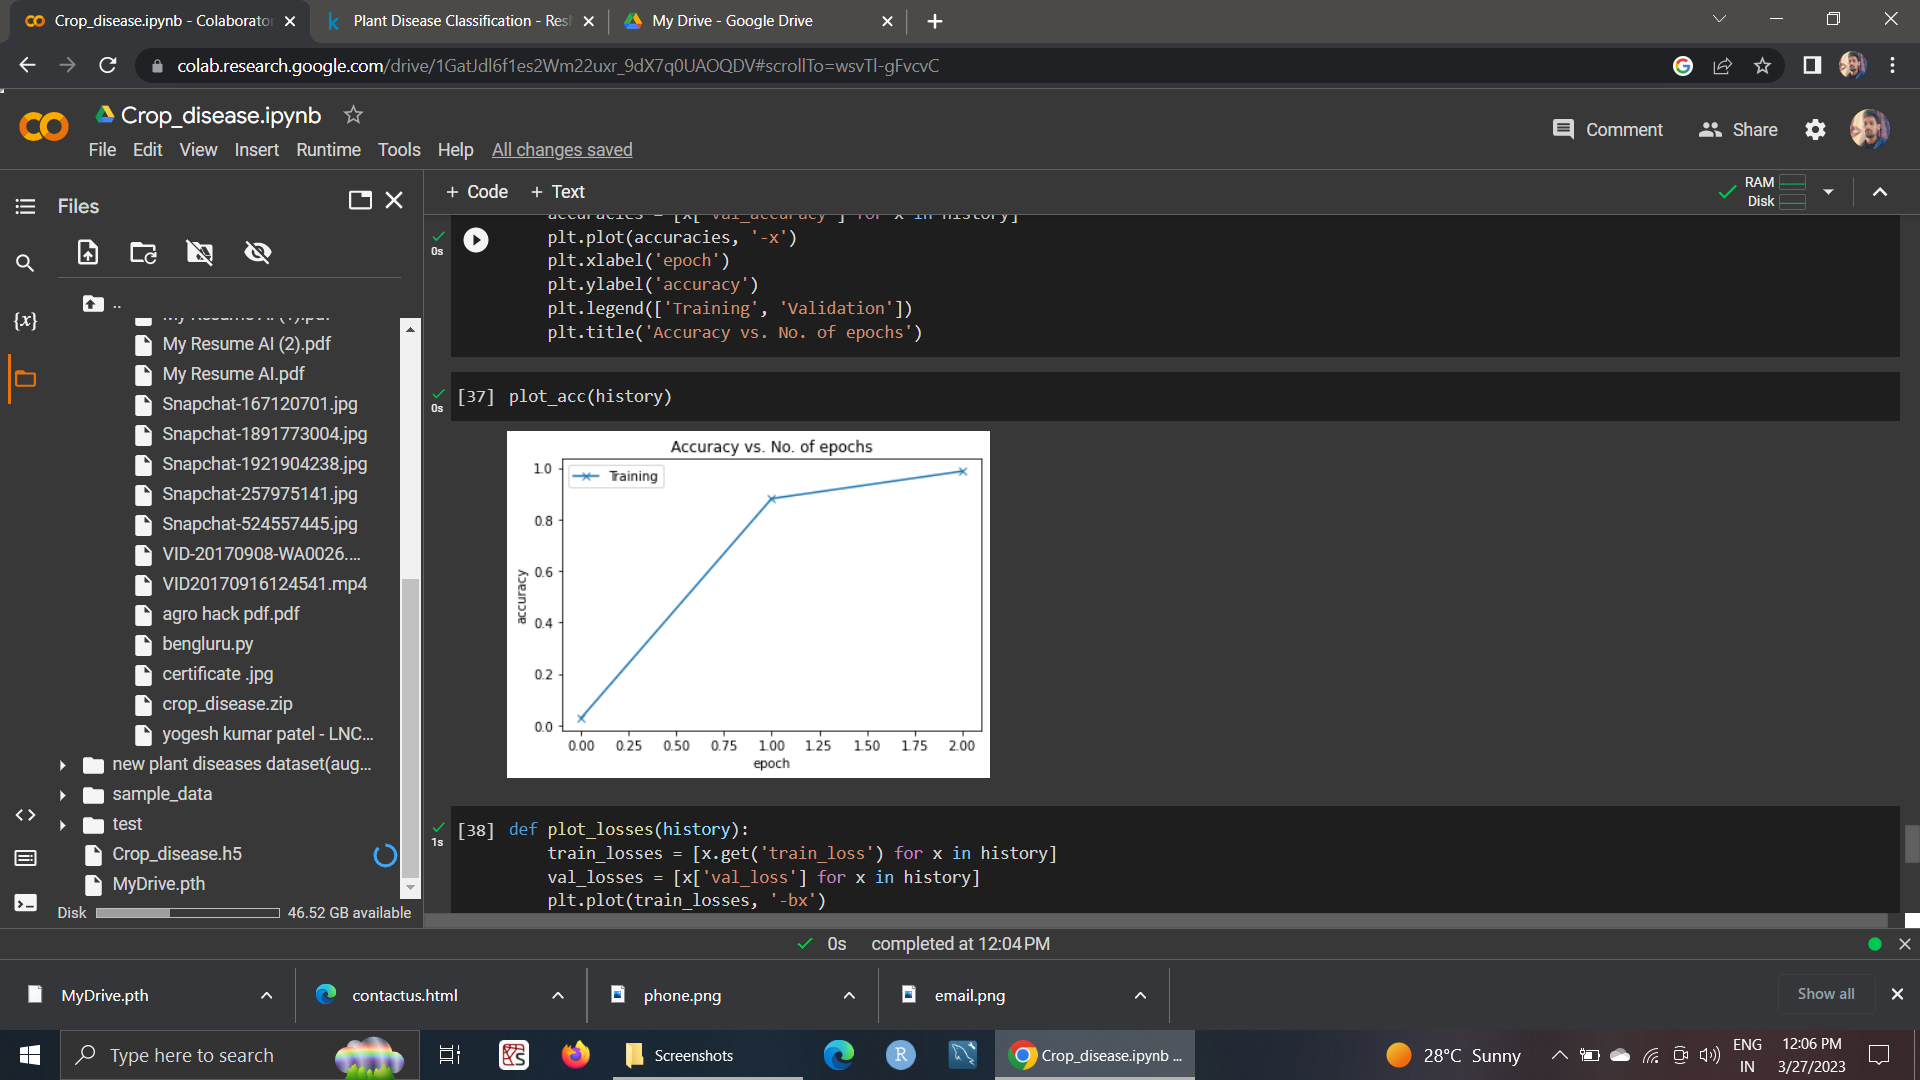 Crop_disease.ipynb - Colaborato
Plant Disease Classification - Res
My Drive - Google Drive
colab.research.google.com/drive/1GatJdl6f1es2Wm22uxr_9dX7q0UAOQDV#scrollTo=wsvTl-gFvcvC
Crop_disease.ipynb
File Edit View Insert Runtime Tools Help All changes saved
Comment
Share
Files
+ Code + Text
RAM
Disk
..
My Resume AI (1).pdf
My Resume AI (2).pdf
My Resume AI.pdf
Snapchat-167120701.jpg
Snapchat-1891773004.jpg
Snapchat-1921904238.jpg
Snapchat-257975141.jpg
Snapchat-524557445.jpg
VID-20170908-WA0026....
VID20170916124541.mp4
agro hack pdf.pdf
bengluru.py
certificate .jpg
crop_disease.zip
yogesh kumar patel - LNC...
new plant diseases dataset(aug...
sample_data
test
Crop_disease.h5
MyDrive.pth
Disk 46.52 GB available
0s
accuracies = [x['val_accuracy'] for x in history]
plt.plot(accuracies, '-x')
plt.xlabel('epoch')
plt.ylabel('accuracy')
plt.legend(['Training', 'Validation'])
plt.title('Accuracy vs. No. of epochs')
0s
[37] plot_acc(history)
Accuracy vs. No. of epochs
Training
1.0
0.8
0.6
0.4
0.2
0.0
accuracy
0.00 0.25 0.50 0.75 1.00 1.25 1.50 1.75 2.00
epoch
1s
[38] def plot_losses(history):
train_losses = [x.get('train_loss') for x in history]
val_losses = [x['val_loss'] for x in history]
plt.plot(train_losses, '-bx')
0s completed at 12:04 PM
MyDrive.pth
contactus.html
phone.png
email.png
Show all
Type here to search
Screenshots
Crop_disease.ipynb ...
28°C Sunny
ENG
IN
12:06 PM
3/27/2023